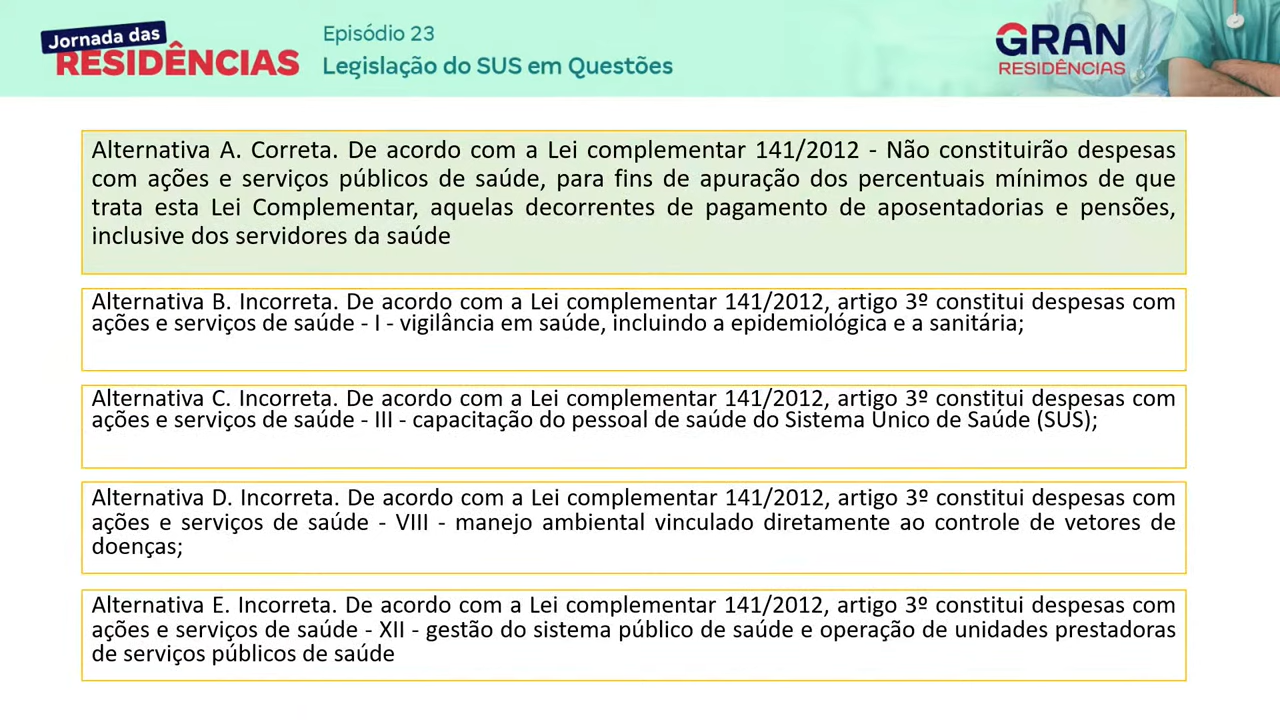 Jornada das
RESIDÊNCIAS
Episódio 23
Legislação do SUS em Questões
GRAN
RESIDÊNCIAS
Alternativa A. Correta. De acordo com a Lei complementar 141/2012 - Não constituirão despesas
com ações e serviços públicos de saúde, para fins de apuração dos percentuais mínimos de que
trata esta Lei Complementar, aquelas decorrentes de pagamento de aposentadorias e pensões,
inclusive dos servidores da saúde
Alternativa B. Incorreta. De acordo com a Lei complementar 141/2012, artigo 3º constitui despesas com
ações e serviços de saúde - I - vigilância em saúde, incluindo a epidemiológica e a sanitária;
Alternativa C. Incorreta. De acordo com a Lei complementar 141/2012, artigo 3º constitui despesas com
ações e serviços de saúde - III - capacitação do pessoal de saúde do Sistema Único de Saúde (SUS);
Alternativa D. Incorreta. De acordo com a Lei complementar 141/2012, artigo 3º constitui despesas com
ações e serviços de saúde - VIII - manejo ambiental vinculado diretamente ao controle de vetores de
doenças;
Alternativa E. Incorreta. De acordo com a Lei complementar 141/2012, artigo 3º constitui despesas com
ações e serviços de saúde - XII - gestão do sistema público de saúde e operação de unidades prestadoras
de serviços públicos de saúde